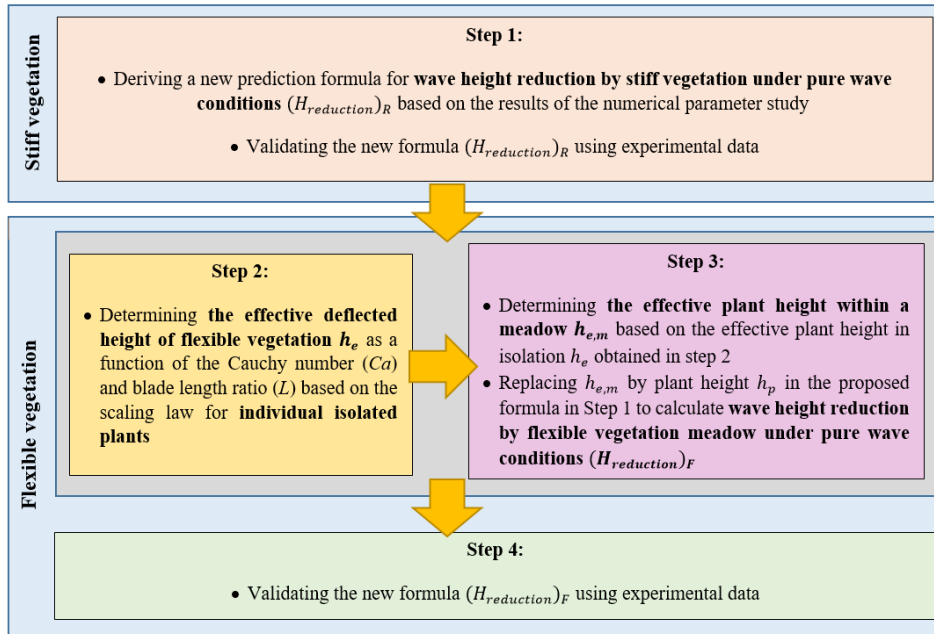 Stiff vegetation
Step 1:
• Deriving a new prediction formula for wave height reduction by stiff vegetation under pure wave
conditions (H_reduction)_R based on the results of the numerical parameter study
• Validating the new formula (H_reduction)_R using experimental data
Flexible vegetation
Step 2:
• Determining the effective deflected
height of flexible vegetation h_e as a
function of the Cauchy number (Ca)
and blade length ratio (L) based on the
scaling law for individual isolated
plants
Step 3:
• Determining the effective plant height within a
meadow h_e,m based on the effective plant height in
isolation h_e obtained in step 2
• Replacing h_e,m by plant height h_p in the proposed
formula in Step 1 to calculate wave height reduction
by flexible vegetation meadow under pure wave
conditions (H_reduction)_F
Step 4:
• Validating the new formula (H_reduction)_F using experimental data